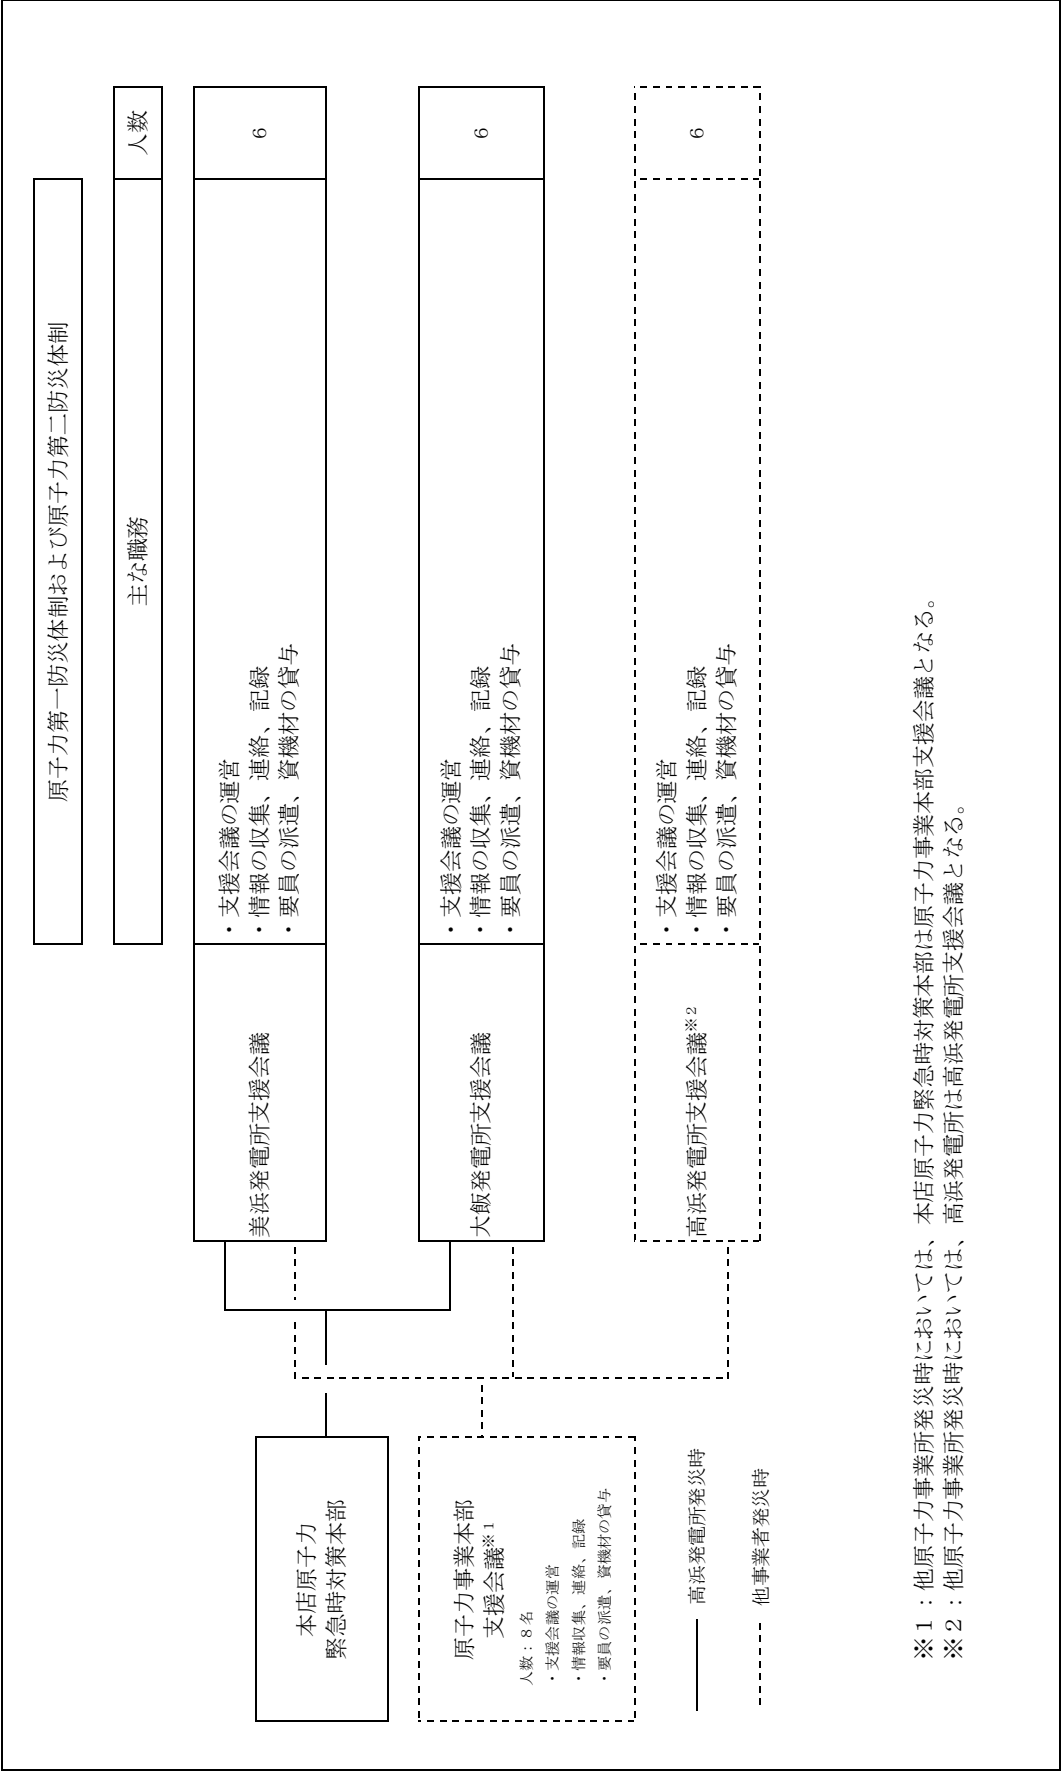 原子力第一防災体制および原子力第二防災体制
主な職務
人数
本店原子力
緊急時対策本部
美浜発電所支援会議
・支援会議の運営
・情報の収集、連絡、記録
・要員の派遣、資機材の貸与
6
原子力事業本部
支援会議※1
人数：8名
・支援会議の運営
・情報収集、連絡、記録
・要員の派遣、資機材の貸与
大飯発電所支援会議
・支援会議の運営
・情報の収集、連絡、記録
・要員の派遣、資機材の貸与
6
高浜発電所支援会議※2
・支援会議の運営
・情報の収集、連絡、記録
・要員の派遣、資機材の貸与
6
高浜発電所発災時
他事業者発災時
※1：他原子力事業所発災時においては、本店原子力緊急時対策本部は原子力事業本部支援会議となる。
※2：他原子力事業所発災時においては、高浜発電所は高浜発電所支援会議となる。